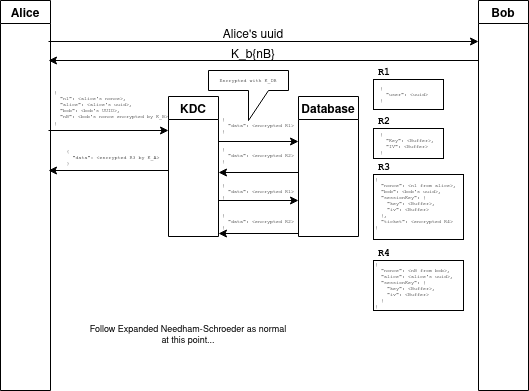 Alice
Bob
Alice's uuid
K_b{nB}
{
"n1": <alice's nonce>,
"alice": <alice's uuid>,
"bob": <bob's UUID>,
"nB": <bob's nonce encrypted by K_B>
{
"data": <encrypted R3 by K_A>
}
Encrypted with K_DB
KDC
Database
"data": <encrypted R1>
"data": <encrypted R2>
"data": <encrypted R1>
"data": <encrypted R2>
R1
{
"user": <uuid>
}
R2
{
"Key": <Buffer>,
"IV": <Buffer>
}
R3
{
"nonce": <n1 from alice>,
"bob": <bob's uuid>,
"sessionKey": {
"key": <Buffer>,
"iv": <Buffer>
},
"ticket": <encrypted R4>
}
R4
{
"nonce": <nB from bob>,
"alice": <alice's uuid>
"sessionKey": {
"key": <Buffer>,
"iv": <Buffer>
}
Follow Expanded Needham-Schroeder as normal
at this point...